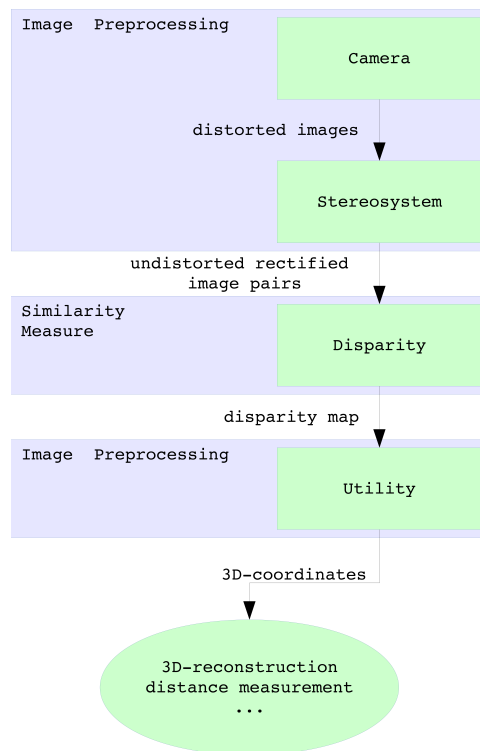 Image  Preprocessing
Camera
distorted images
Stereosystem
undistorted rectified
image pairs
Similarity
Measure
Disparity
disparity map
Image  Preprocessing
Utility
3D-coordinates
3D-reconstruction
distance measurement
...